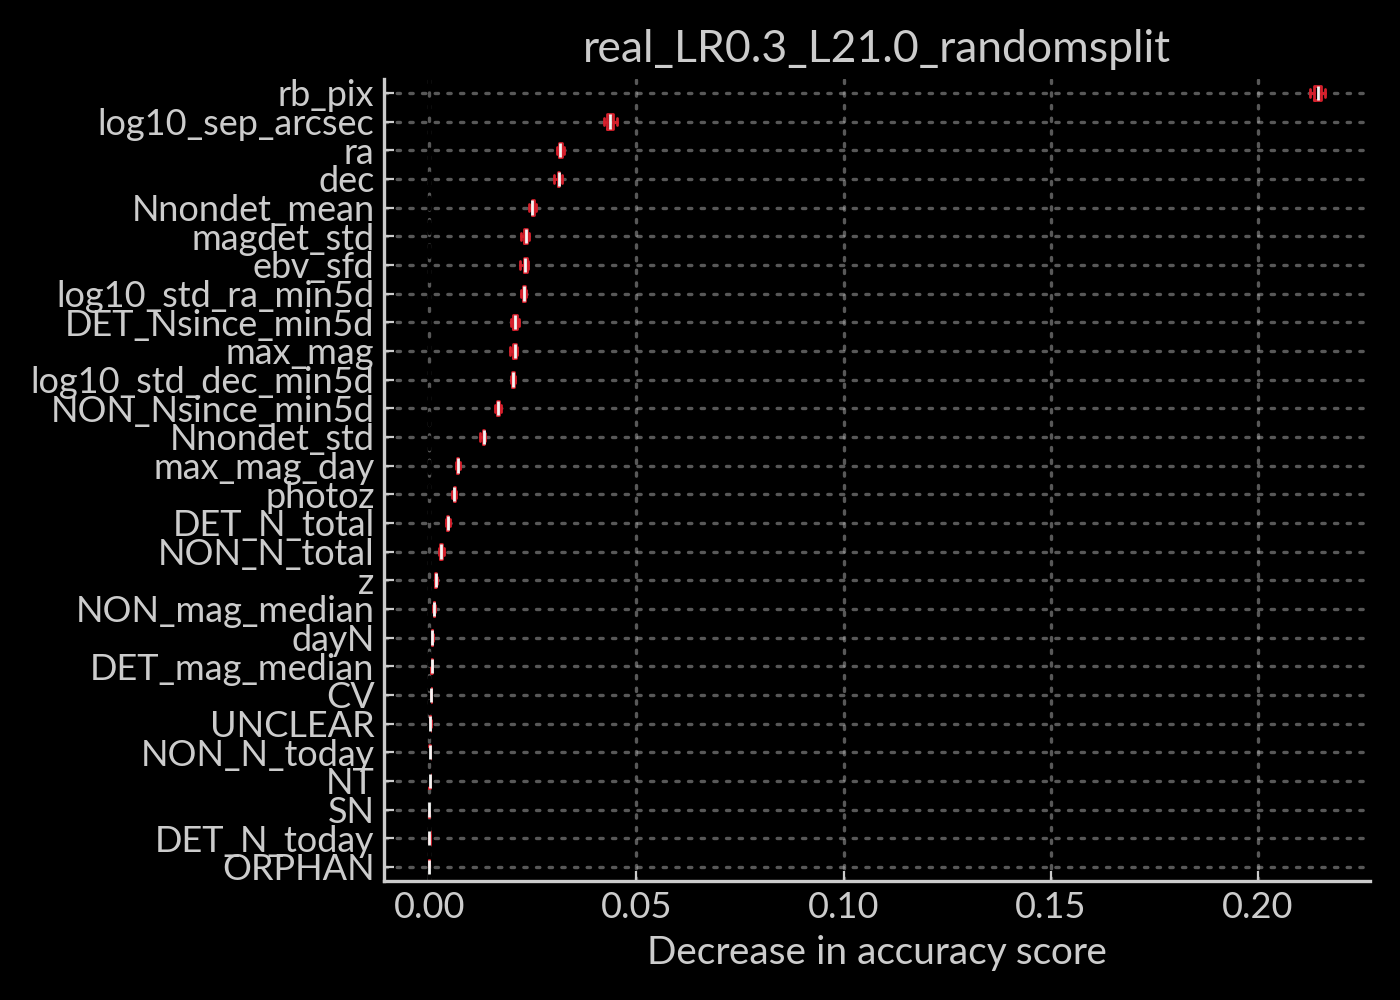 real_LR0.3_L21.0_randomsplit
rb_pix
log10_sep_arcsec
ra
dec
Nnondet_mean
magdet_std
ebv_sfd
log10_std_ra_min5d
DET_Nsince_min5d
max_mag
log10_std_dec_min5d
NON_Nsince_min5d
Nnondet_std
max_mag_day
photoz
DET_N_total
NON_N_total
z
NON_mag_median
dayN
DET_mag_median
CV
UNCLEAR
NON_N_today
NT
SN
DET_N_today
ORPHAN
0.00 0.05 0.10 0.15 0.20
Decrease in accuracy score